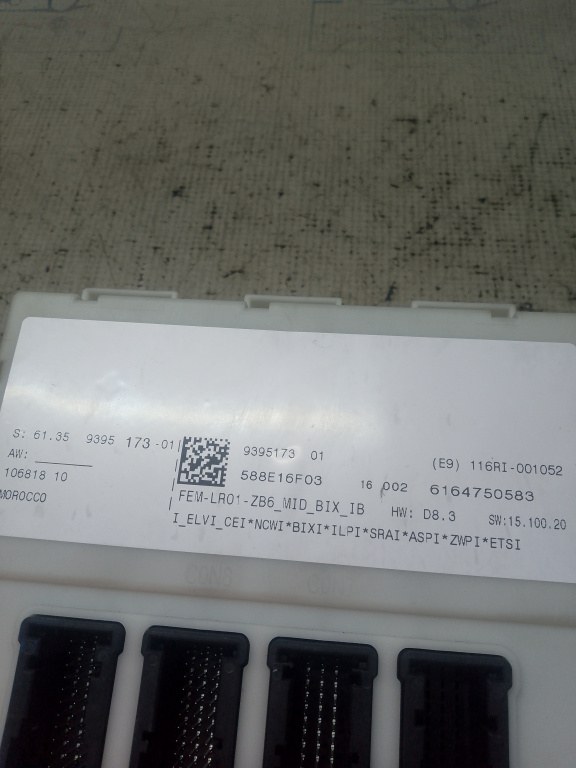 S: 61.35 9395 173-01
AW:
106818 10
MOROCCO
9395173 01
588E16F03
(E9) 116RI-001052
16 002 6164750583
FEM-LR01-ZB6_MID_BIX_IB
HW: D8.3 SW:15.100.20
I_ELVI_CEI*NCWI*BIXI*ILPI*SRAI*ASPI*ZWPI*ETSI